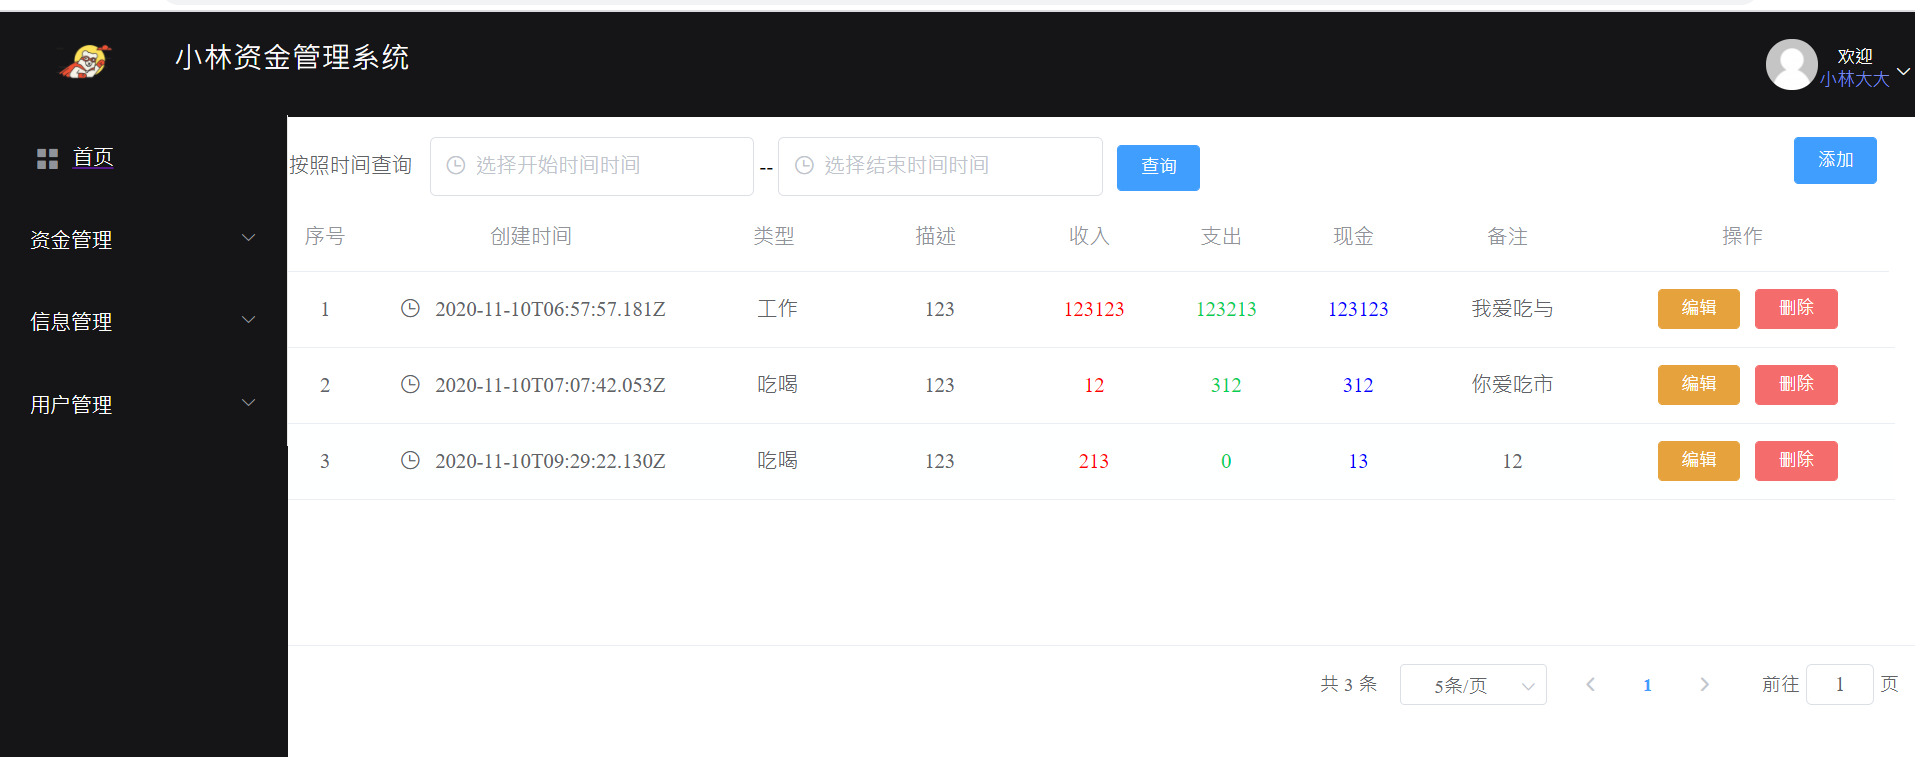 小林资金管理系统
欢迎
小林大大
首页
资金管理
信息管理
用户管理
按照时间查询 选择开始时间时间 -- 选择结束时间时间 查询 添加
序号 创建时间 类型 描述 收入 支出 现金 备注 操作
1 2020-11-10T06:57:57.181Z 工作 123 123123 123213 123123 我爱吃与 编辑 删除
2 2020-11-10T07:07:42.053Z 吃喝 123 12 312 312 你爱吃市 编辑 删除
3 2020-11-10T09:29:22.130Z 吃喝 123 213 0 13 12 编辑 删除
共 3 条 5条/页 1 前往 1 页